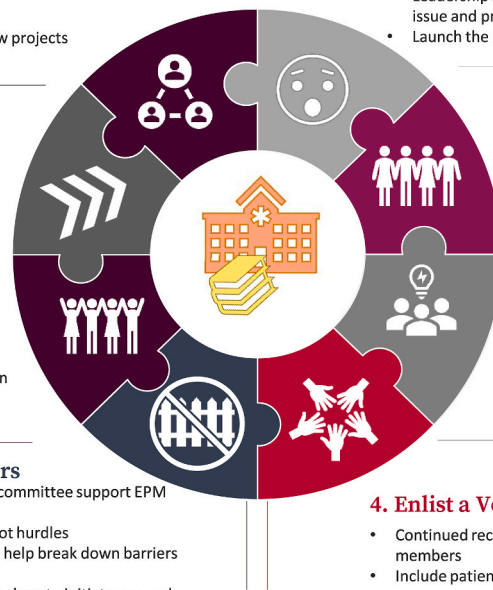 w projects
issue and pr
• Launch the
n
rs
committee support EPM
ot hurdles
help break down barriers
4. Enlist a V
• Continued rec
members
• Include patien